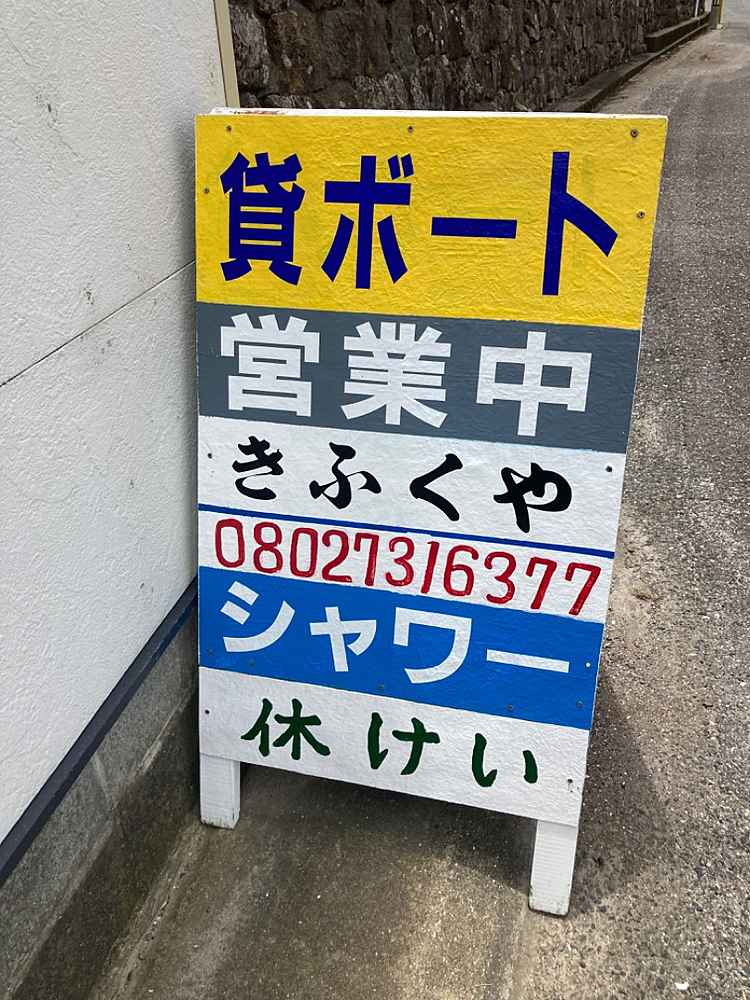 貸ボート
営業中
きふくや
08027316377
シャワー
休けい